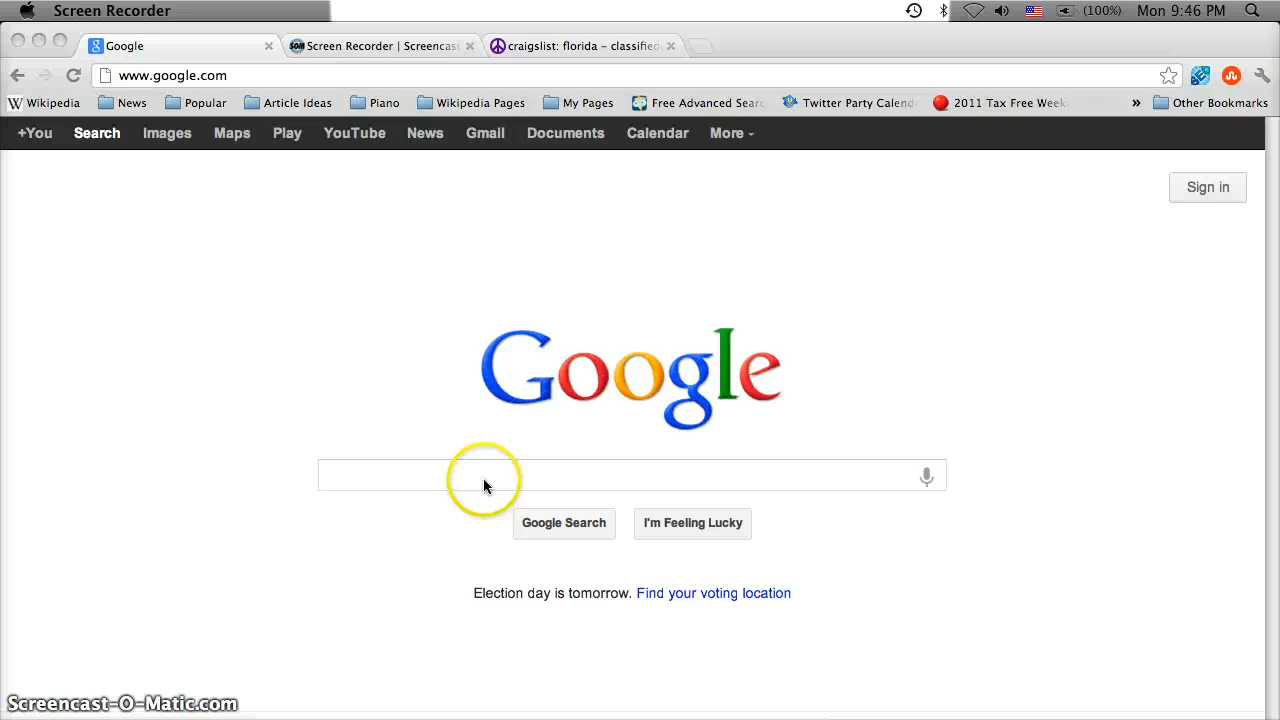 Screen Recorder (100%) Mon 9:46 PM
Google Screen Recorder | Screencast craigslist: florida – classified
www.google.com
Wikipedia News Popular Article Ideas Piano Wikipedia Pages My Pages Free Advanced Sear Twitter Party Calend 2011 Tax Free Week » Other Bookmarks
+You Search Images Maps Play YouTube News Gmail Documents Calendar More
Sign in
Google
Google Search I'm Feeling Lucky
Election day is tomorrow. Find your voting location
Screencast-O-Matic.com